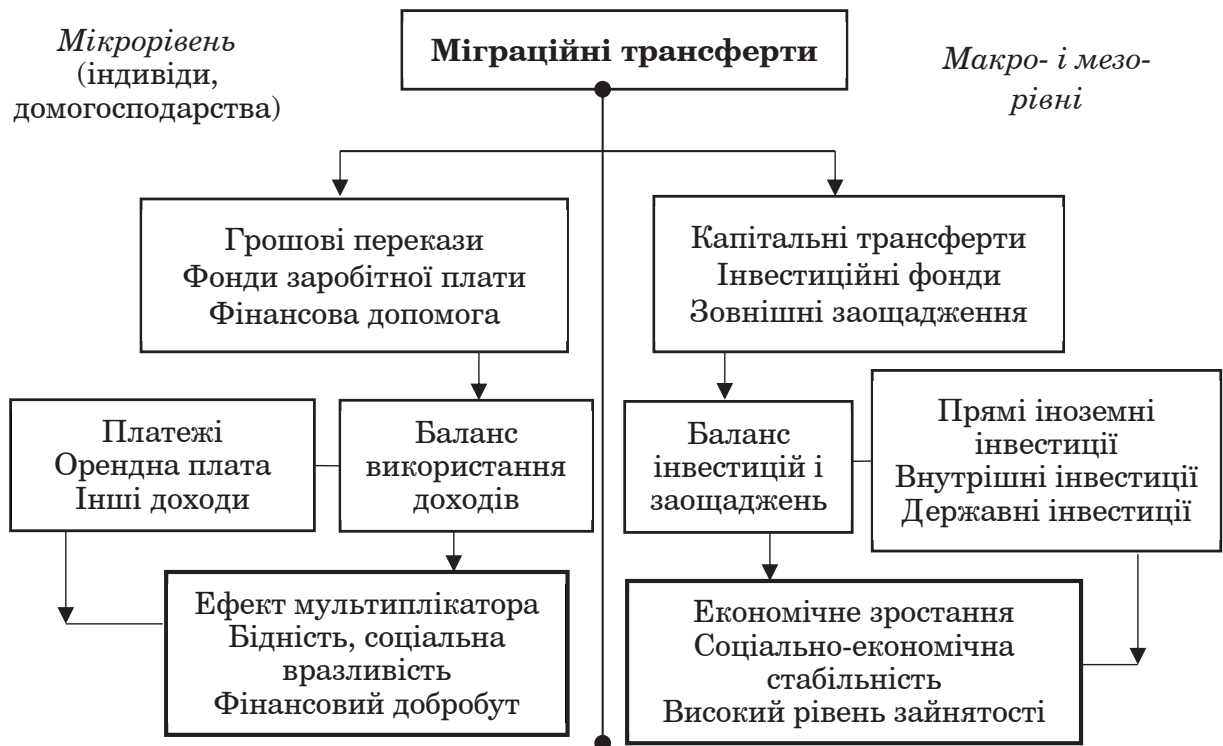 Міграційні трансферти
Мікрорівень
(індивіди,
домогосподарства)
Макро- і мезо-
рівні
Грошові перекази
Фонди заробітної плати
Фінансова допомога
Капітальні трансферти
Інвестиційні фонди
Зовнішні заощадження
Платежі
Орендна плата
Інші доходи
Баланс
використання
доходів
Баланс
інвестицій і
заощаджень
Прямі іноземні
інвестиції
Внутрішні інвестиції
Державні інвестиції
Ефект мультиплікатора
Бідність, соціальна
вразливість
Фінансовий добробут
Економічне зростання
Соціально-економічна
стабільність
Високий рівень зайнятості